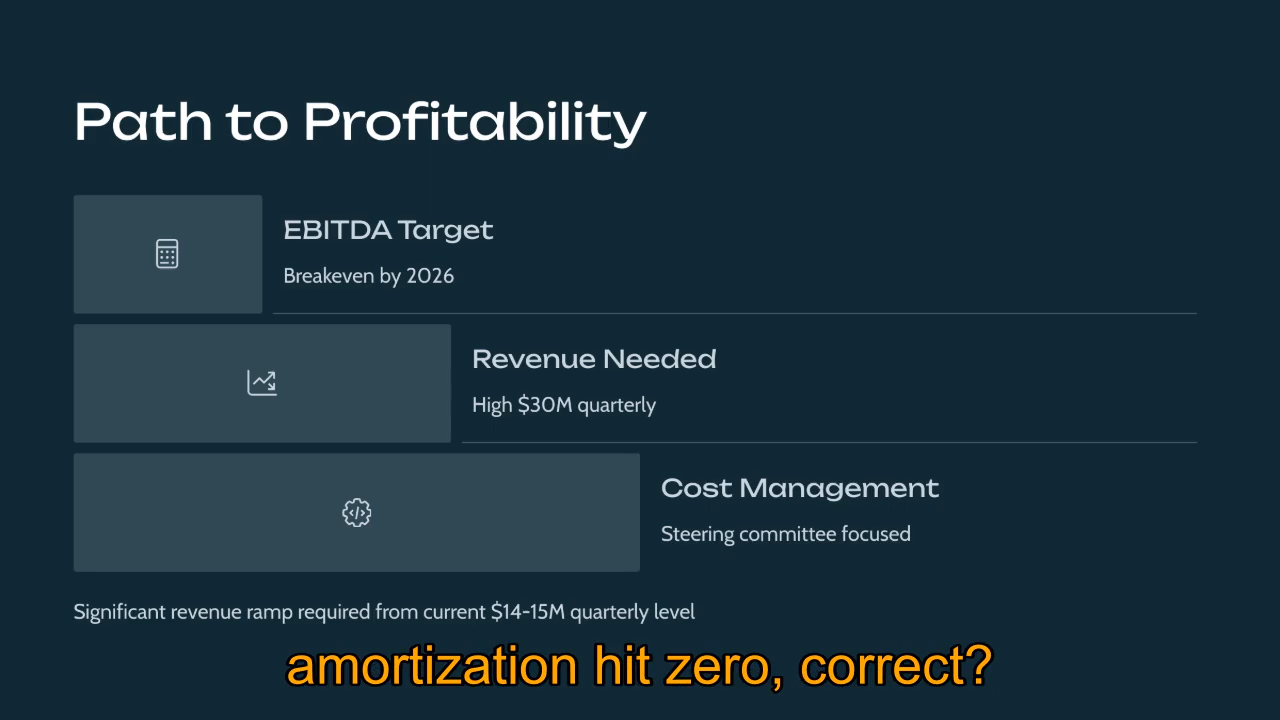 Path to Profitability
EBITDA Target
Breakeven by 2026
Revenue Needed
High $30M quarterly
Cost Management
Steering committee focused
Significant revenue ramp required from current $14-15M quarterly level
amortization hit zero, correct?